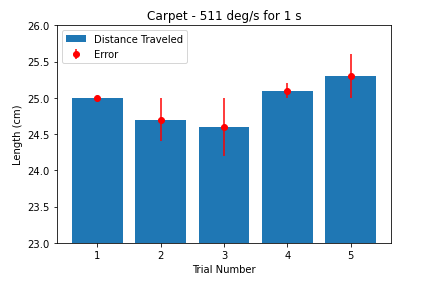 Carpet - 511 deg/s for 1 s
Distance Traveled
Error
Length (cm)
26.0
25.5
25.0
24.5
24.0
23.5
23.0
1 2 3 4 5
Trial Number